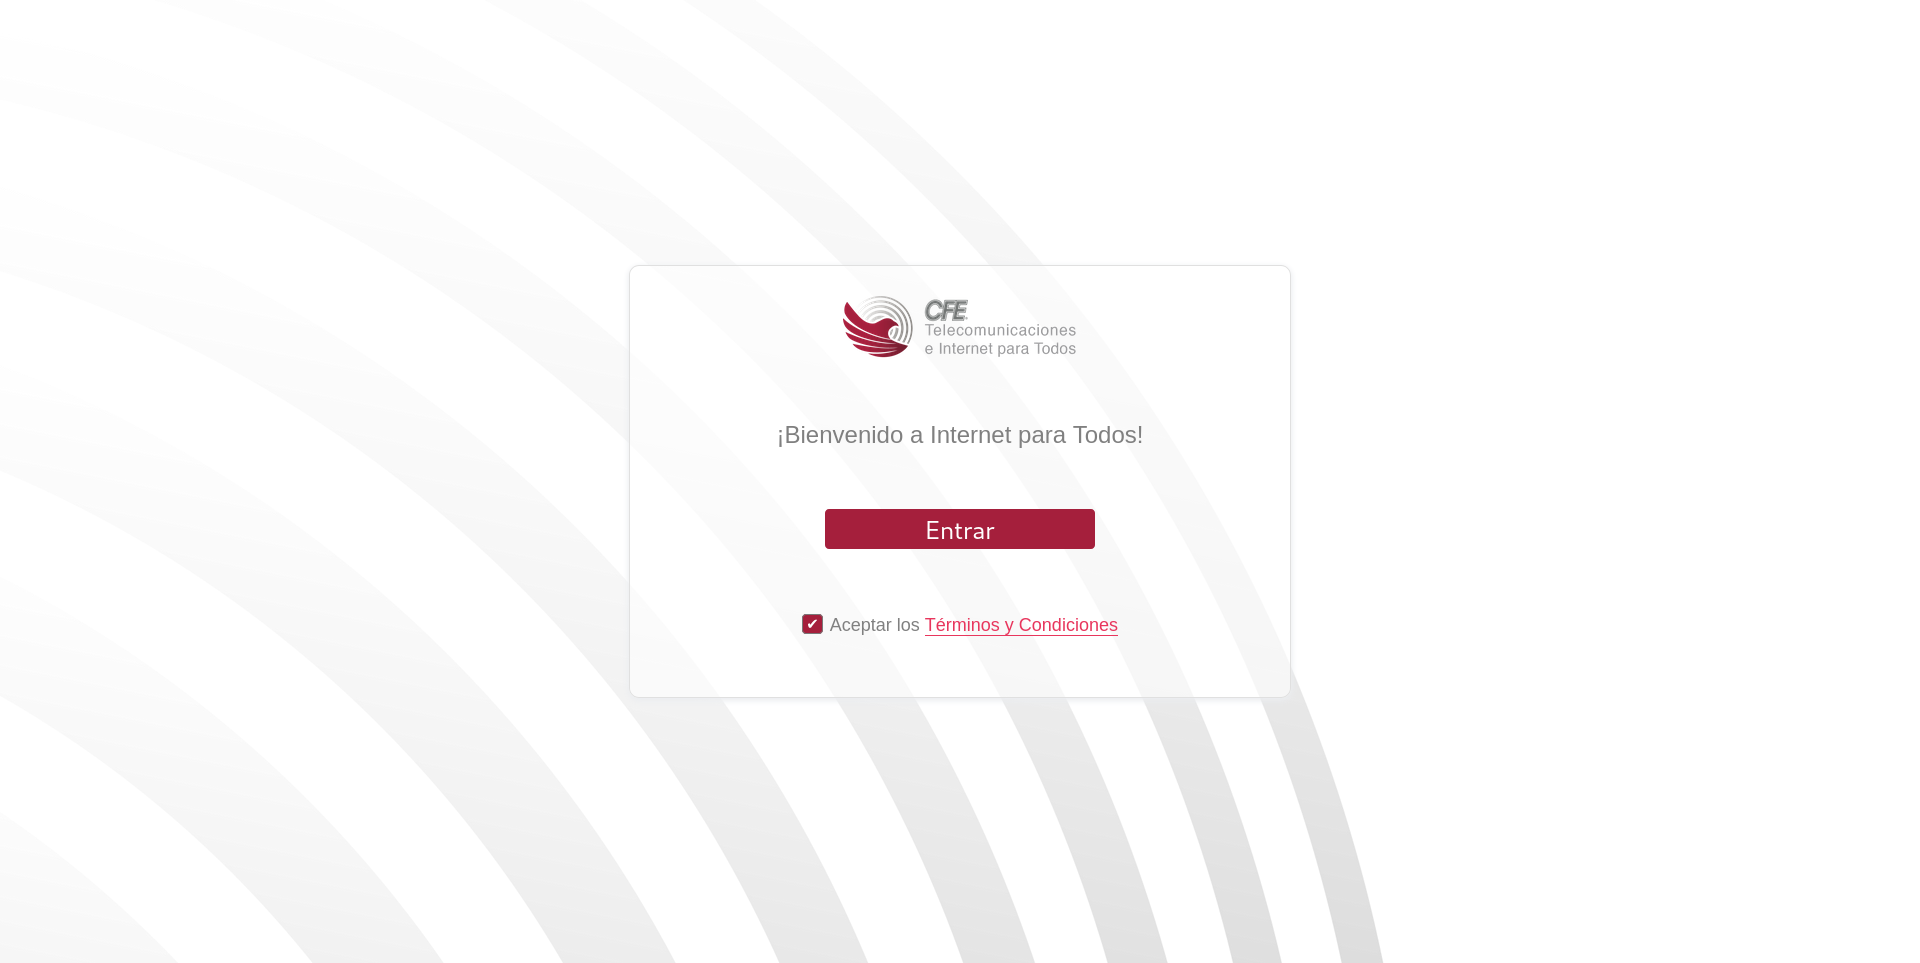 CFE
Telecomunicaciones
e Internet para Todos
¡Bienvenido a Internet para Todos!
Entrar
✔ Aceptar los Términos y Condiciones